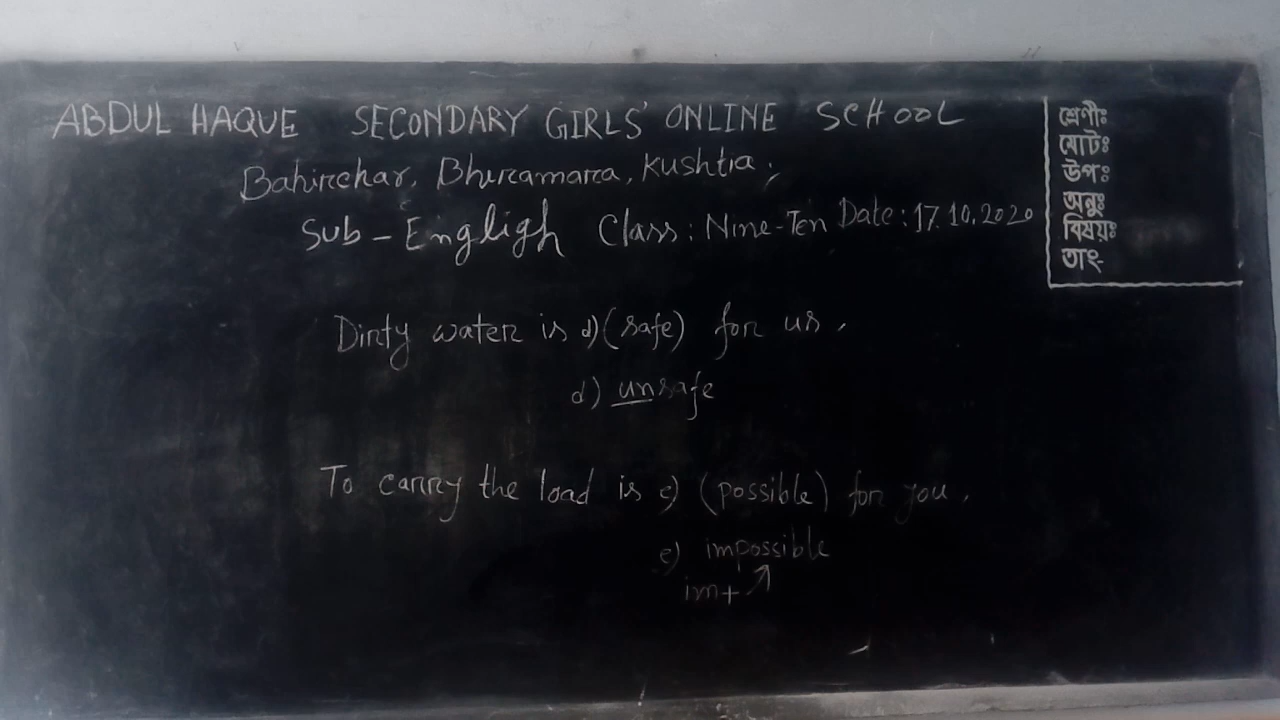 ABDUL HAQUE SECONDARY GIRLS' ONLINE SCHOOL
Bahirchar, Bheramara, Kushtia;
Sub-Engligh Class: Nine-Ten Date: 17.10.2020
Dirty water is d) (safe) for us.
d) unsafe
To carry the load is e) (possible) for you.
e) impossible
im+
শ্রেণীঃ
মোটঃ
উপঃ
অনুঃ
বিষয়ঃ
তাং-